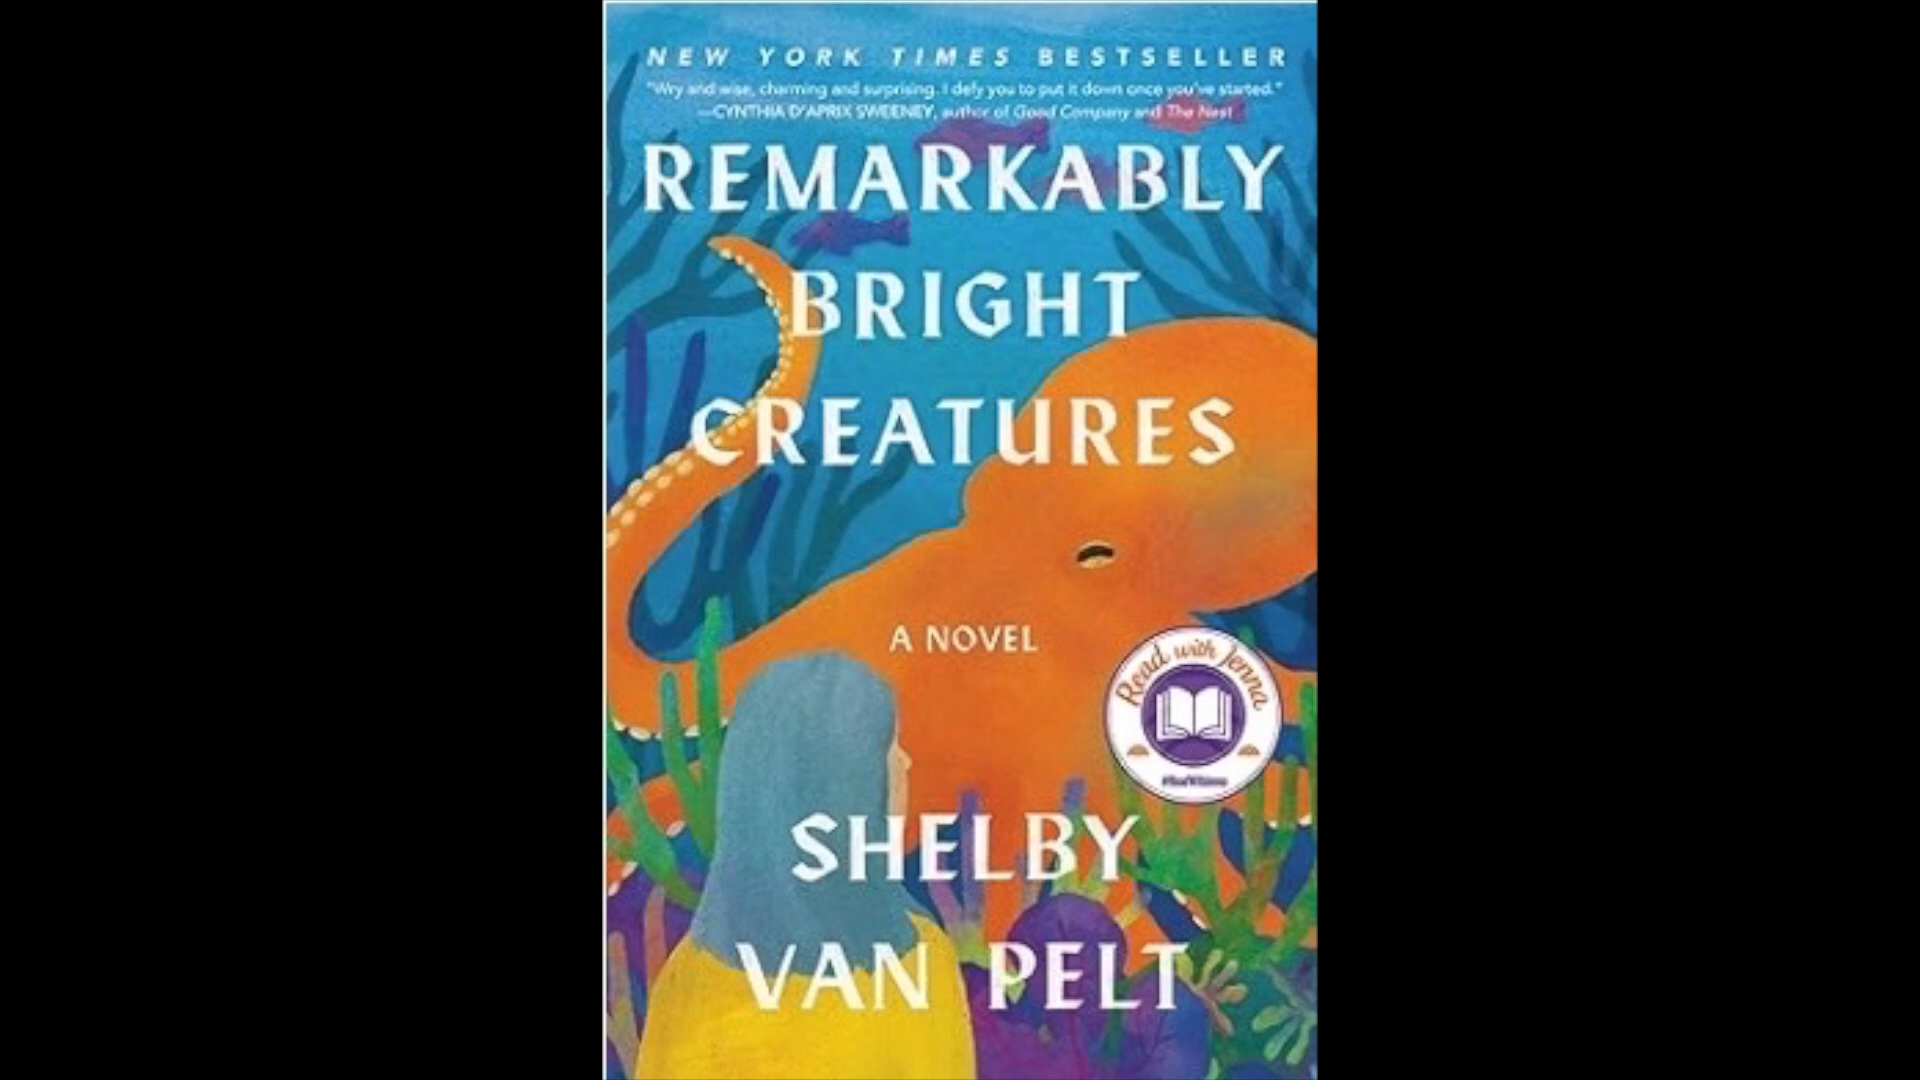 NEW YORK TIMES BESTSELLER
"Wry and wise, charming and surprising. I defy you to put it down once you've started."
—CYNTHIA D'APRIX SWEENEY, author of Good Company and The Nest
REMARKABLY
BRIGHT
CREATURES
A NOVEL
Read with Jenna
#ReadWithJenna
SHELBY
VAN PELT